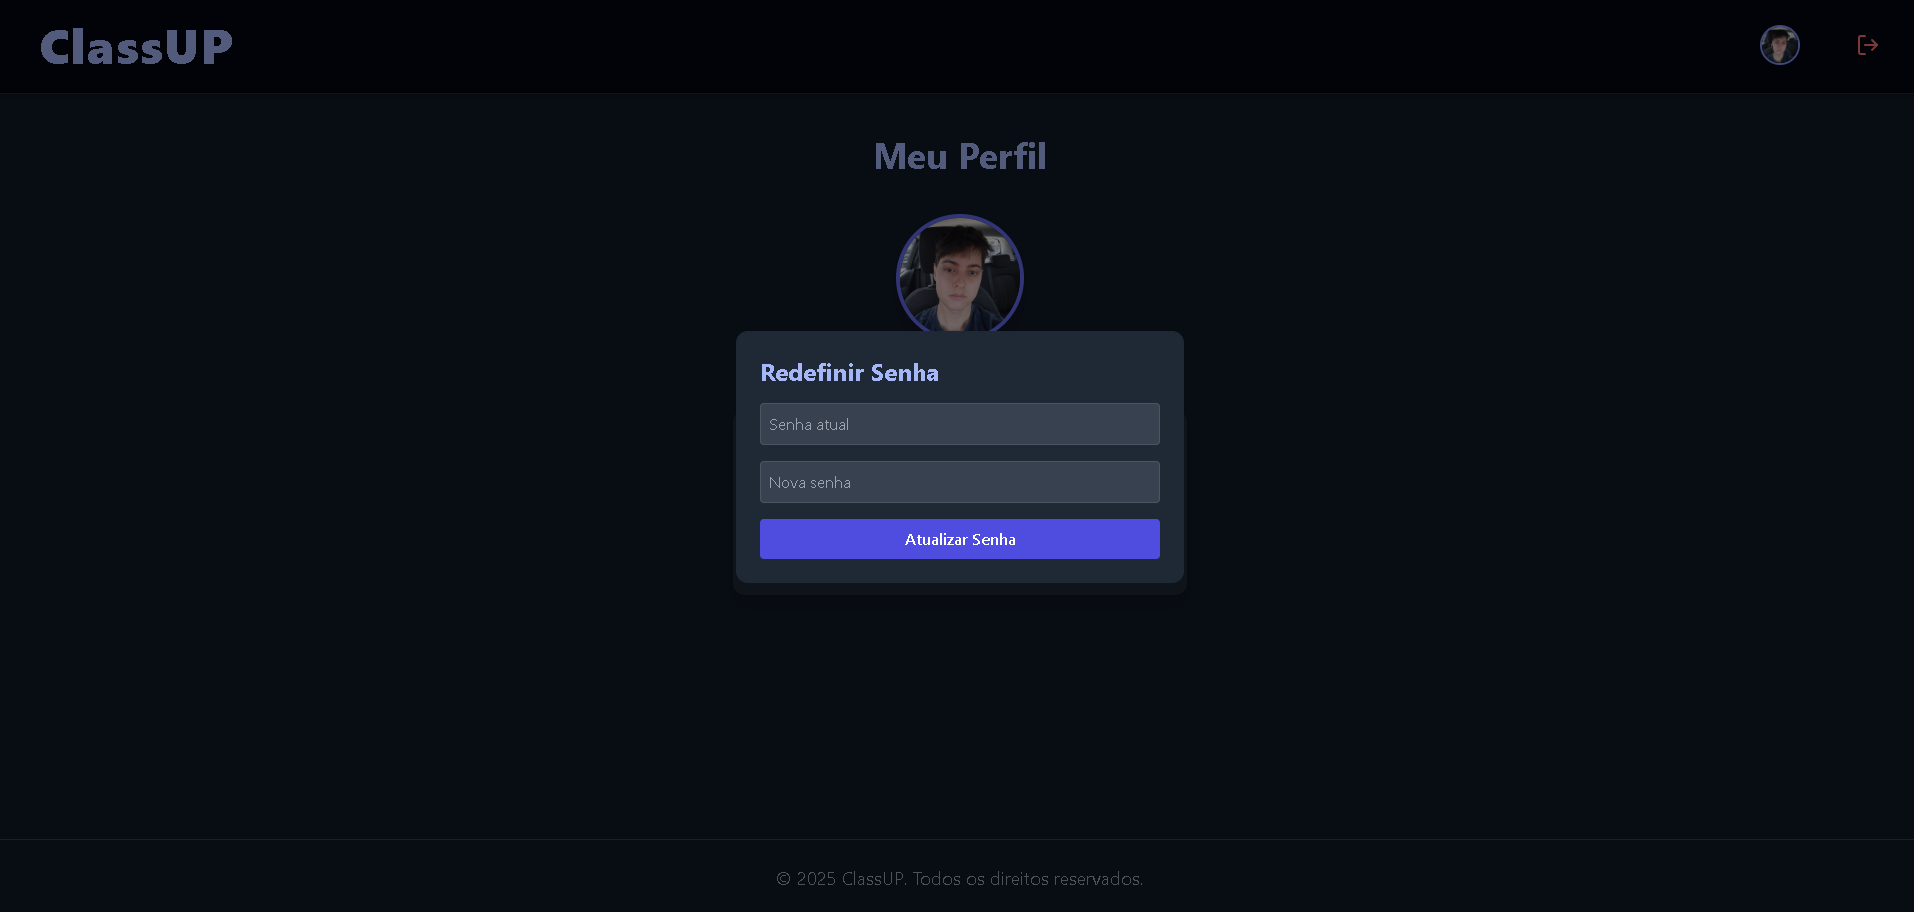 ClassUP
Meu Perfil
Redefinir Senha
Senha atual
Nova senha
Atualizar Senha
© 2025 ClassUP. Todos os direitos reservados.